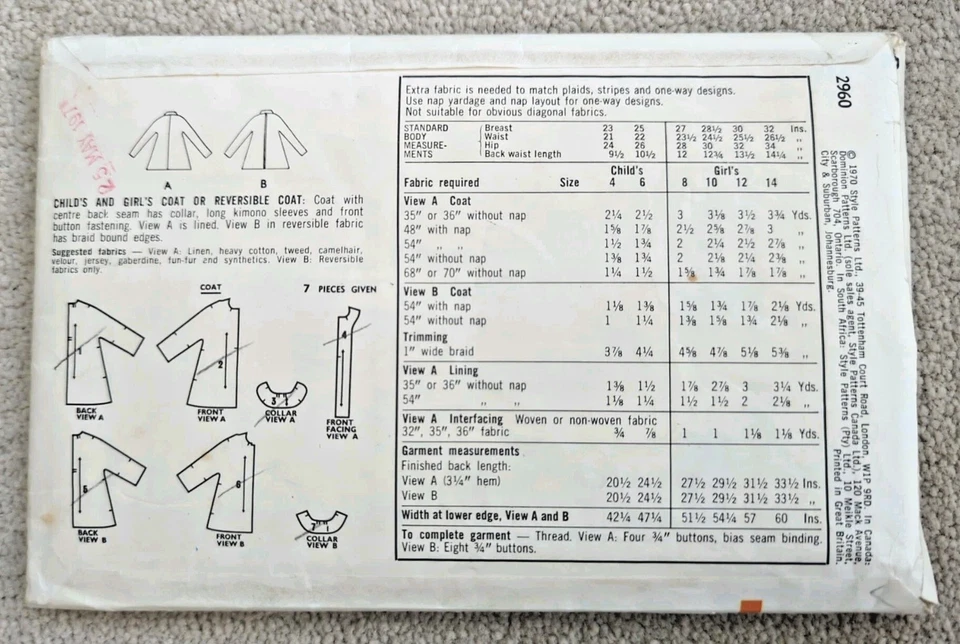 25 MAY 197
A
B
CHILD'S AND GIRL'S COAT OR REVERSIBLE COAT: Coat with
centre back seam has collar, long kimono sleeves and front
button fastening. View A is lined. View B in reversible fabric
has braid bound edges.
Suggested fabrics — View A: Linen, heavy cotton, tweed, camelhair,
velour, jersey, gaberdine, fun-fur and synthetics. View B: Reversible
fabrics only.
COAT
7 PIECES GIVEN
1
BACK
VIEW A
2
FRONT
VIEW A
3
COLLAR
VIEW A
4
FRONT
FACING
VIEW A
5
BACK
VIEW B
6
FRONT
VIEW B
7
COLLAR
VIEW B
Extra fabric is needed to match plaids, stripes and one-way designs.
Use nap yardage and nap layout for one-way designs.
Not suitable for obvious diagonal fabrics.
STANDARD Breast 23 25 27 28½ 30 32 Ins.
BODY Waist 21 22 23½ 24½ 25½ 26½ ,,
MEASURE- Hip 24 26 28 30 32 34 ,,
MENTS Back waist length 9½ 10½ 12 12¾ 13½ 14¼ ,,
Child's Girl's
Fabric required Size 4 6 8 10 12 14
View A Coat
35" or 36" without nap 2¼ 2½ 3 3⅛ 3½ 3¾ Yds.
48" with nap 1⅝ 1⅞ 2½ 2⅝ 2⅞ 3 ,,
54" ,, ,, 1½ 1¾ 2 2¼ 2½ 2⅞ ,,
54" without nap 1⅜ 1¾ 2 2⅛ 2¼ 2⅜ ,,
68" or 70" without nap 1¼ 1½ 1⅝ 1¾ 1⅞ 1⅞ ,,
View B Coat
54" with nap 1⅛ 1⅜ 1⅝ 1¾ 1⅞ 2⅛ Yds.
54" without nap 1 1¼ 1⅜ 1⅝ 1¾ 2⅛ ,,
Trimming
1" wide braid 3⅞ 4¼ 4⅝ 4⅞ 5⅛ 5⅜ ,,
View A Lining
35" or 36" without nap 1⅜ 1½ 1⅞ 2⅞ 3 3¼ Yds.
54" ,, ,, 1⅛ 1¼ 1½ 1½ 2 2⅛ ,,
View A Interfacing Woven or non-woven fabric
32", 35", 36" fabric ¾ ⅞ 1 1 1⅛ 1⅛ Yds.
Garment measurements
Finished back length:
View A (3¼" hem) 20½ 24½ 27½ 29½ 31½ 33½ Ins.
View B 20½ 24½ 27½ 29½ 31½ 33½ ,,
Width at lower edge, View A and B 42¼ 47¼ 51½ 54¼ 57 60 Ins.
To complete garment — Thread. View A: Four ¾" buttons, bias seam binding.
View B: Eight ¾" buttons.
2960
© 1970 Style Patterns Ltd., 39-45 Tottenham Court Road, London, W1P 9RD. In Canada:
Dominion Patterns Ltd. (sole sales agent, Style Patterns Canada Ltd.), 120 Mack Avenue,
Scarborough 704, Ontario. In South Africa: Style Patterns (Pty) Ltd., 10 Meikle Street,
City & Suburban, Johannesburg. Printed in Great Britain